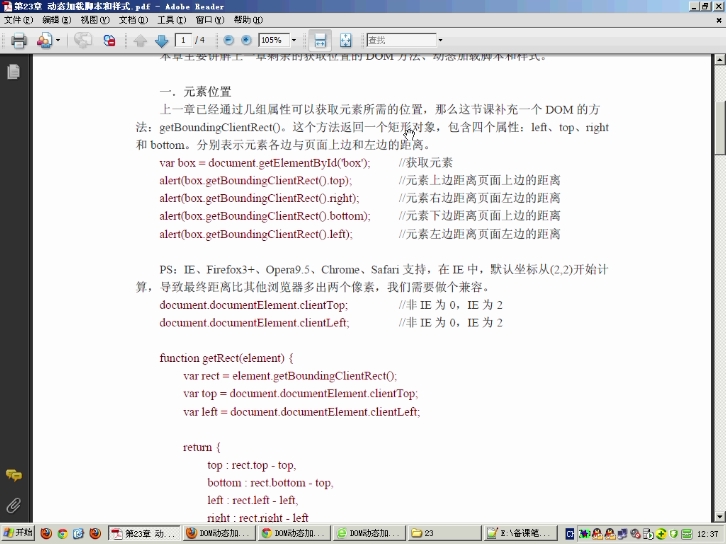 第23章 动态加载脚本和样式.pdf - Adobe Reader
文件(F) 编辑(E) 视图(V) 文档(D) 工具(T) 窗口(W) 帮助(H)
1 / 4 105% 查找
本章主要讲解上一章剩余的获取位置的 DOM 方法、动态加载脚本和样式。
一．元素位置
上一章已经通过几组属性可以获取元素所需的位置，那么这节课补充一个 DOM 的方
法：getBoundingClientRect()。这个方法返回一个矩形对象，包含四个属性：left、top、right
和 bottom。分别表示元素各边与页面上边和左边的距离。
var box = document.getElementById('box'); //获取元素
alert(box.getBoundingClientRect().top); //元素上边距离页面上边的距离
alert(box.getBoundingClientRect().right); //元素右边距离页面左边的距离
alert(box.getBoundingClientRect().bottom); //元素下边距离页面上边的距离
alert(box.getBoundingClientRect().left); //元素左边距离页面左边的距离
PS：IE、Firefox3+、Opera9.5、Chrome、Safari 支持，在 IE 中，默认坐标从(2,2)开始计
算，导致最终距离比其他浏览器多出两个像素，我们需要做个兼容。
document.documentElement.clientTop; //非 IE 为 0，IE 为 2
document.documentElement.clientLeft; //非 IE 为 0，IE 为 2
function getRect(element) {
var rect = element.getBoundingClientRect();
var top = document.documentElement.clientTop;
var left = document.documentElement.clientLeft;
return {
top : rect.top - top,
bottom : rect.bottom - top,
left : rect.left - left,
right : rect.right - left
开始 第23章 动... DOM动态加... DOM动态加... DOM动态加... 23 E:\备课笔... 12:37